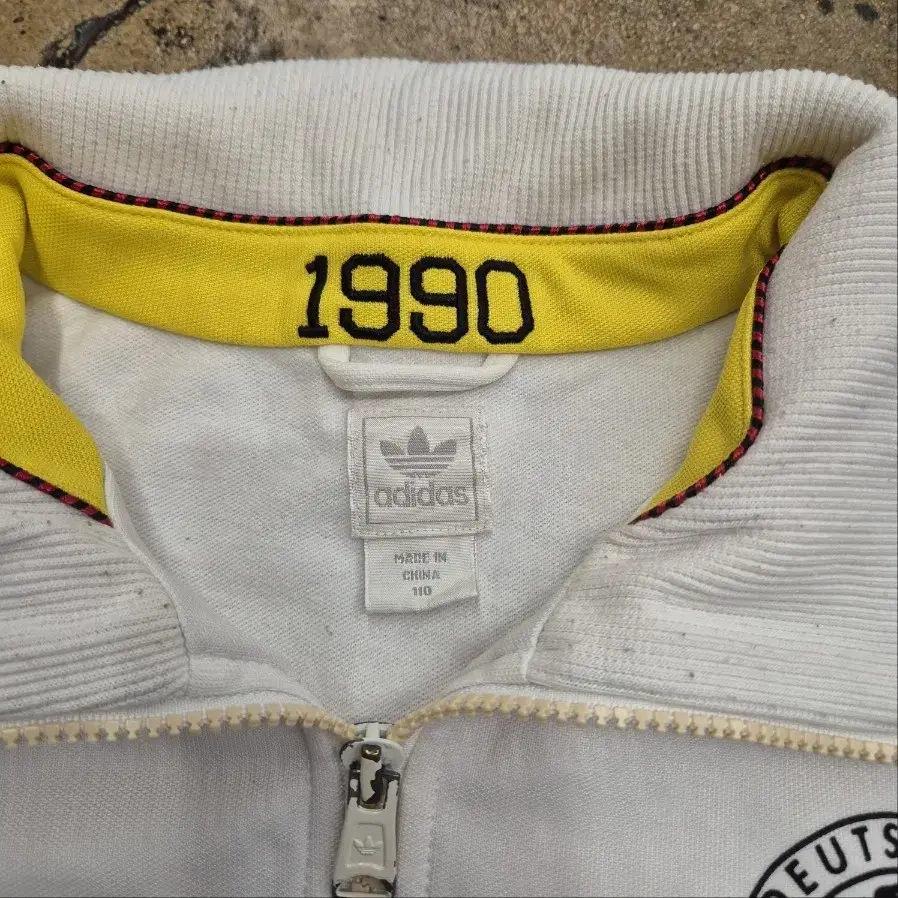 1990
adidas
MADE IN
CHINA
110
DEUTS